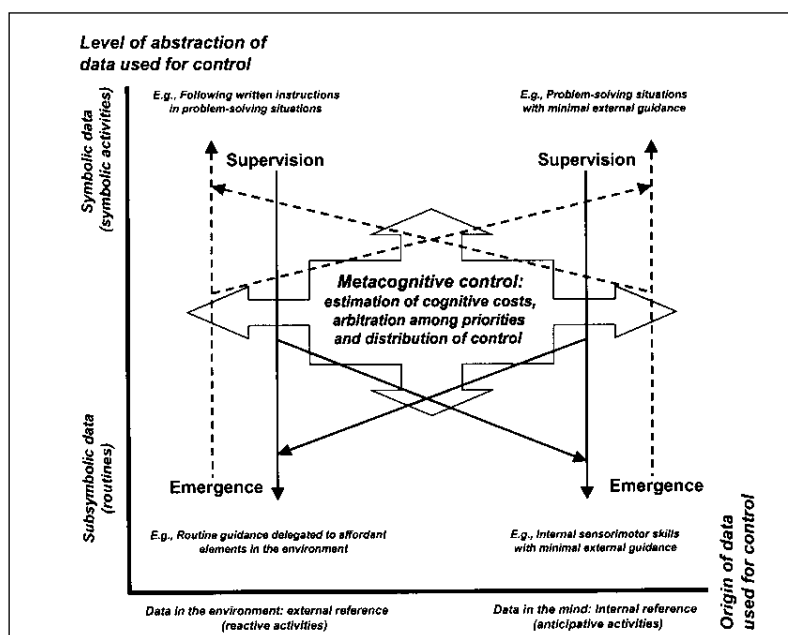 Level of abstraction of
data used for control
E.g., Following written instructions
in problem-solving situations
E.g., Problem-solving situations
with minimal external guidance
Symbolic data
(symbolic activities)
Supervision
Supervision
Metacognitive control:
estimation of cognitive costs,
arbitration among priorities
and distribution of control
Subsymbolic data
(routines)
Emergence
Emergence
E.g., Routine guidance delegated to affordant
elements in the environment
E.g., Internal sensorimotor skills
with minimal external guidance
Origin of data
used for control
Data in the environment: external reference
(reactive activities)
Data in the mind: Internal reference
(anticipative activities)